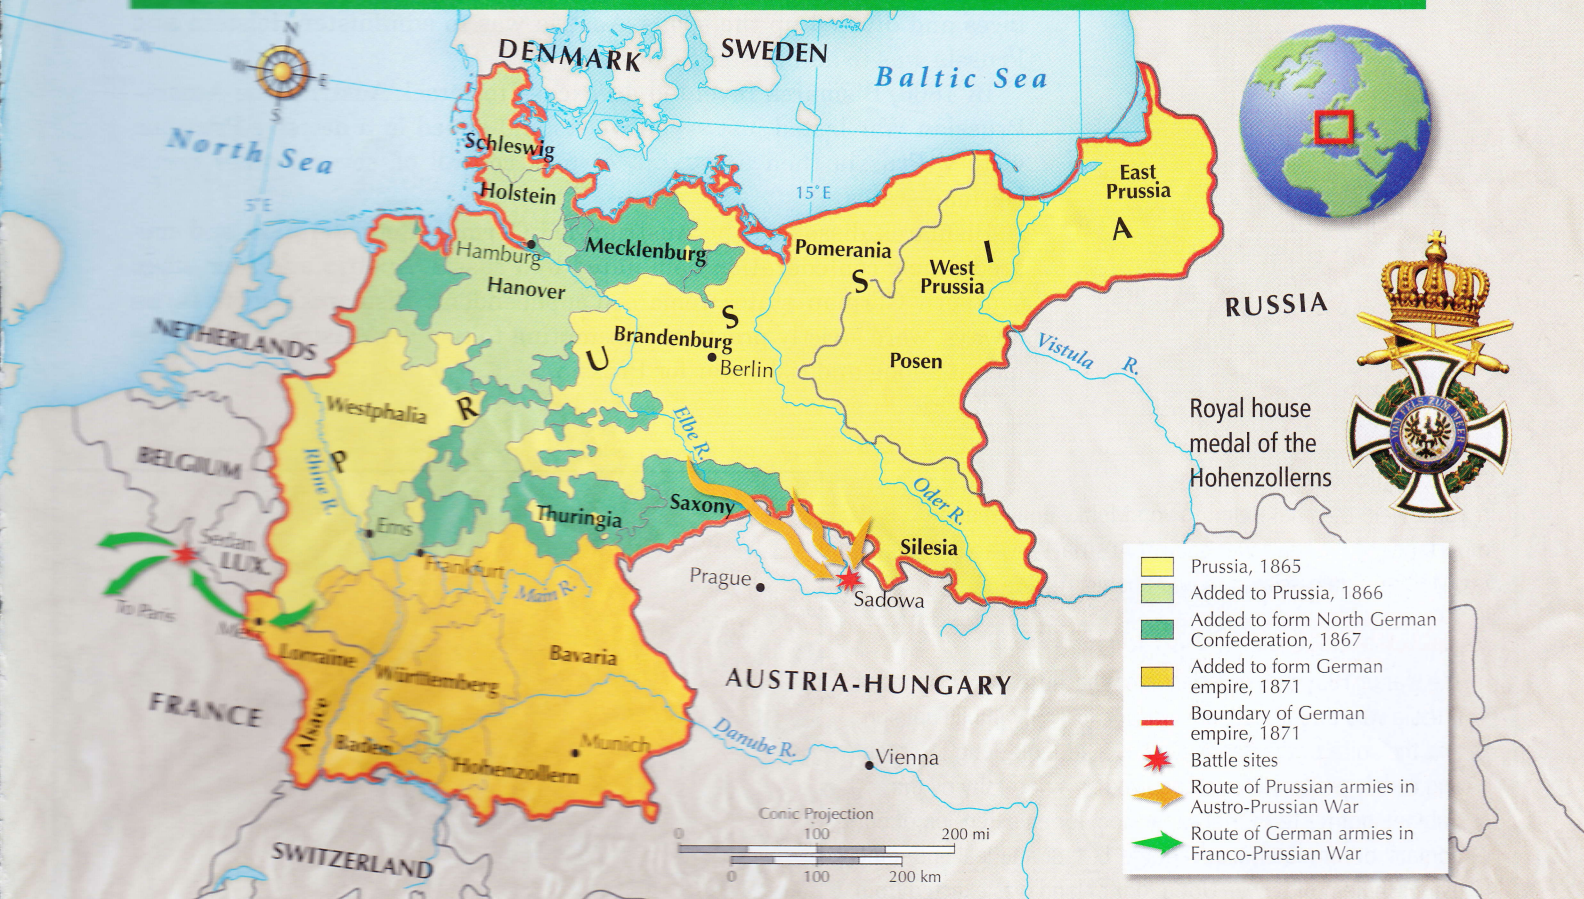 N
W
E
S
55°N
DENMARK
SWEDEN
Baltic Sea
North Sea
5°E
15°E
Schleswig
Holstein
East
Prussia
Hamburg
Mecklenburg
Pomerania
West
Prussia
Hanover
P R U S S I A
RUSSIA
NETHERLANDS
Brandenburg
Berlin
Posen
Vistula R.
Westphalia
Elbe R.
Rhine R.
BELGIUM
Oder R.
Saxony
Thuringia
Silesia
Ems
Sedan
LUX.
Frankfurt
Main R.
Prague
Sadowa
To Paris
Lorraine
Württemberg
Bavaria
AUSTRIA-HUNGARY
FRANCE
Alsace
Baden
Munich
Hohenzollern
Danube R.
Vienna
SWITZERLAND
Conic Projection
0 100 200 mi
0 100 200 km
Royal house
medal of the
Hohenzollerns
Prussia, 1865
Added to Prussia, 1866
Added to form North German
Confederation, 1867
Added to form German
empire, 1871
Boundary of German
empire, 1871
Battle sites
Route of Prussian armies in
Austro-Prussian War
Route of German armies in
Franco-Prussian War